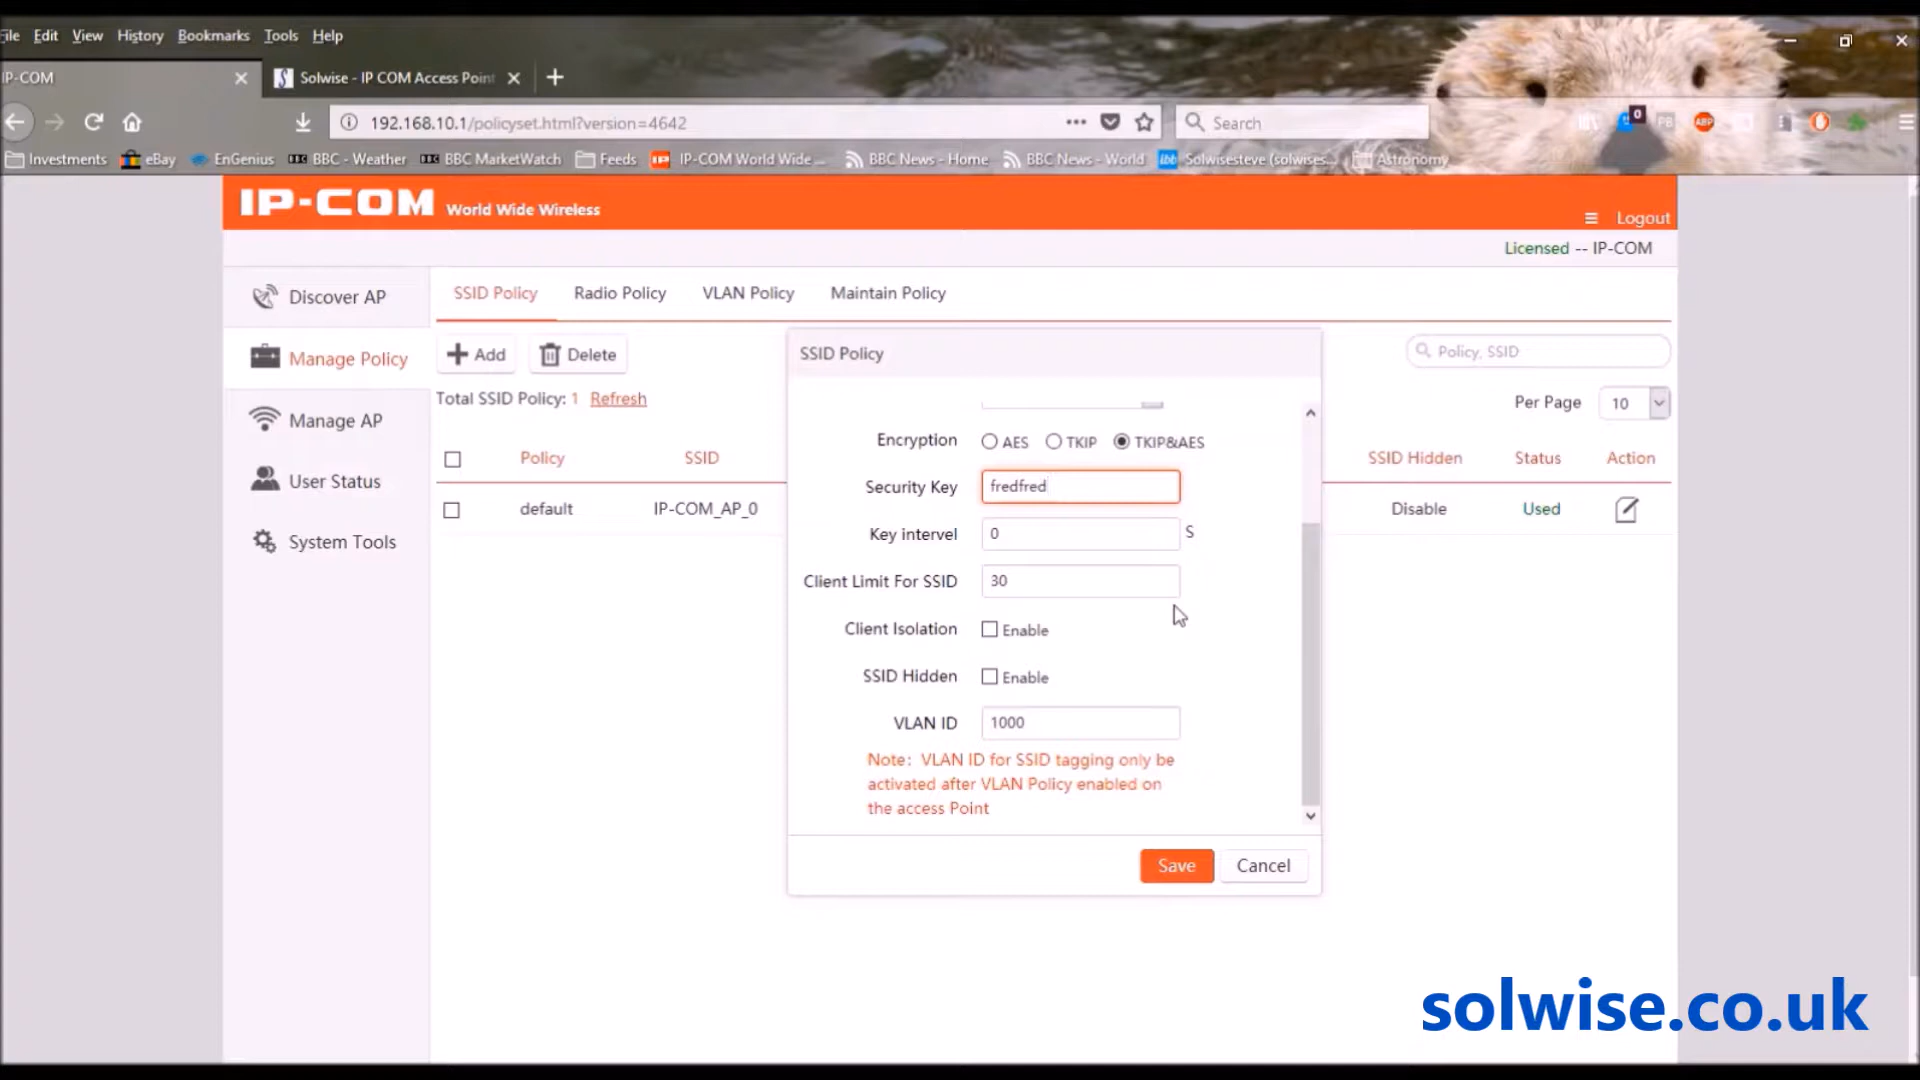 File Edit View History Bookmarks Tools Help
IP-COM
Solwise - IP COM Access Point
192.168.10.1/policyset.html?version=4642
Search
0
ABP
Investments eBay EnGenius BBC - Weather BBC MarketWatch Feeds IP-COM World Wide ... BBC News - Home BBC News - World Solwisesteve (solwises... Astronomy
IP-COM World Wide Wireless
Logout
Licensed -- IP-COM
Discover AP
Manage Policy
Manage AP
User Status
System Tools
SSID Policy Radio Policy VLAN Policy Maintain Policy
Add Delete
Policy, SSID
Total SSID Policy: 1 Refresh
Per Page 10
Policy SSID SSID Hidden Status Action
default IP-COM_AP_0 Disable Used
SSID Policy
Encryption AES TKIP TKIP&AES
Security Key fredfred
Key intervel 0 S
Client Limit For SSID 30
Client Isolation Enable
SSID Hidden Enable
VLAN ID 1000
Note: VLAN ID for SSID tagging only be
activated after VLAN Policy enabled on
the access Point
Save Cancel
solwise.co.uk